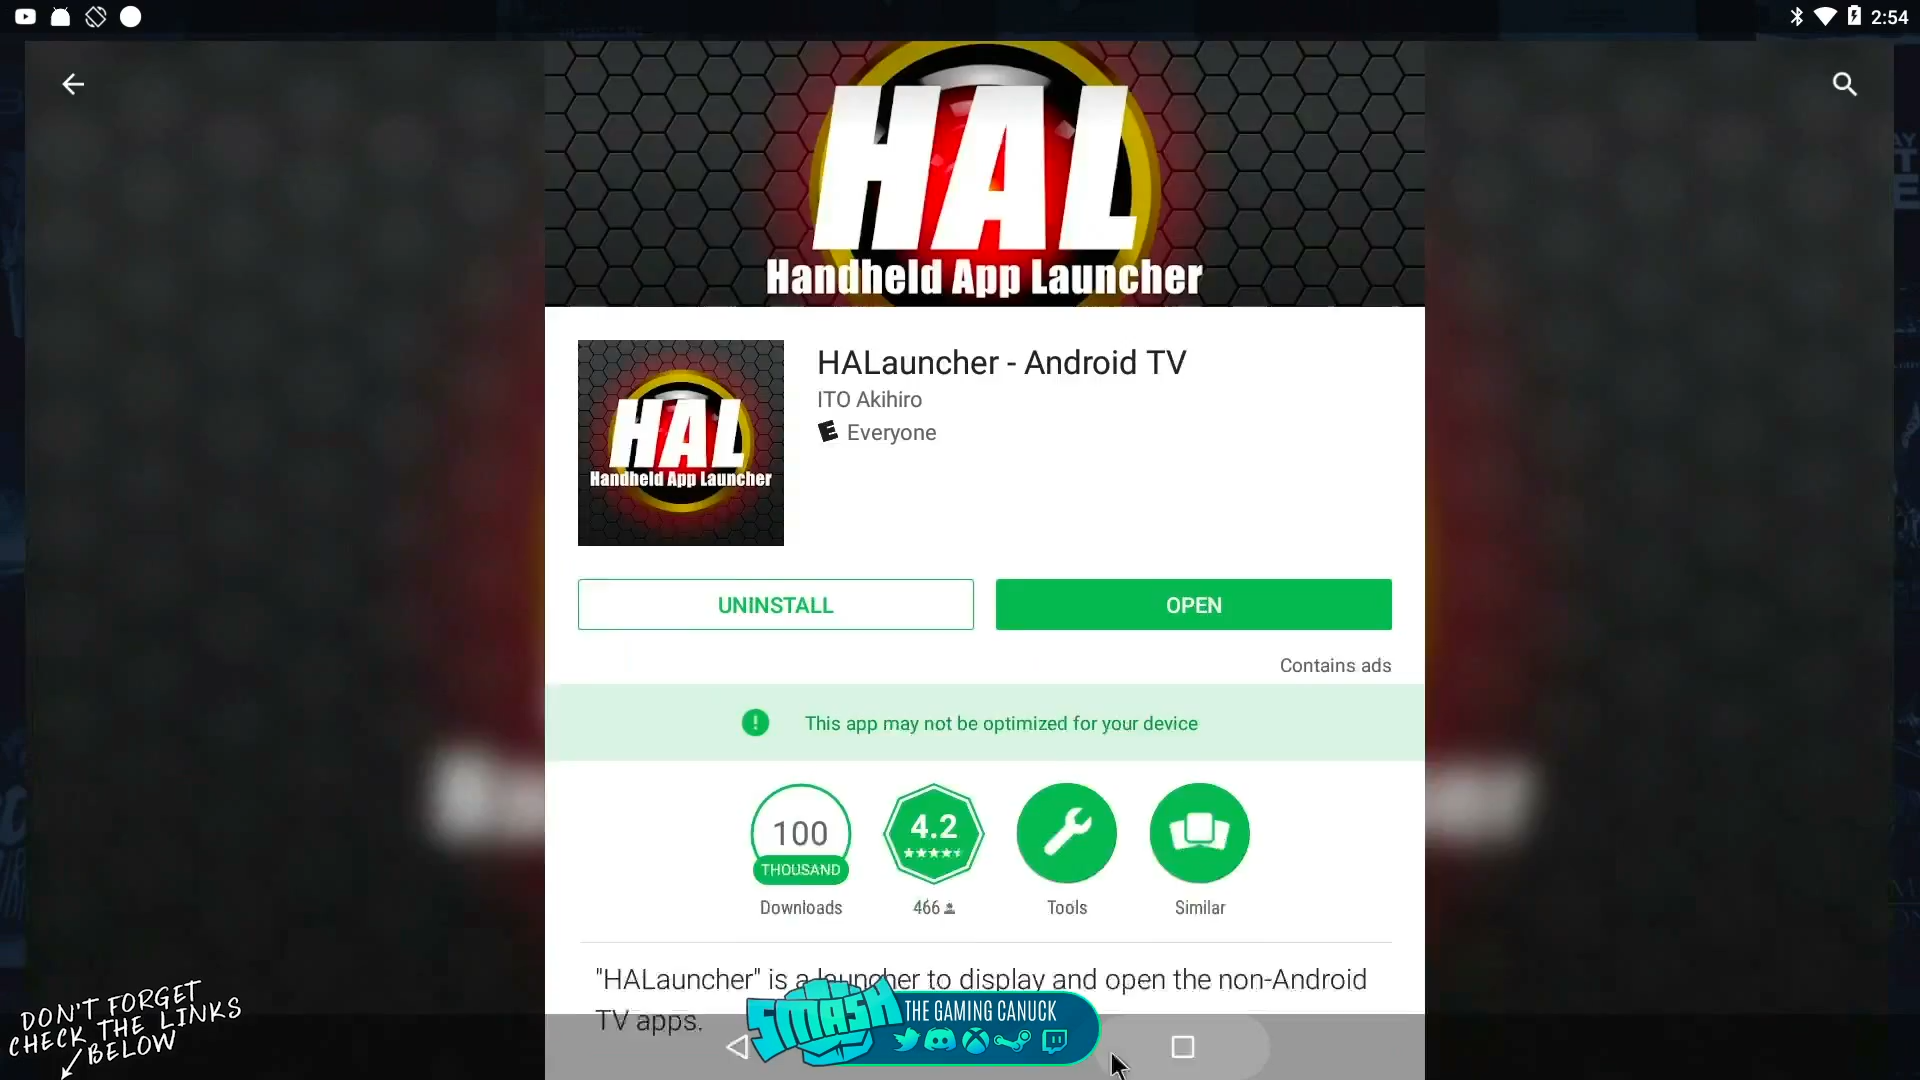 2:54
HAL
Handheld App Launcher
HALauncher - Android TV
ITO Akihiro
Everyone
HAL
Handheld App Launcher
UNINSTALL
OPEN
Contains ads
This app may not be optimized for your device
100
THOUSAND
Downloads
4.2
466
Tools
Similar
"HALauncher" is a launcher to display and open the non-Android
TV apps.
SMASH
THE GAMING CANUCK
DON'T FORGET
CHECK THE LINKS
BELOW